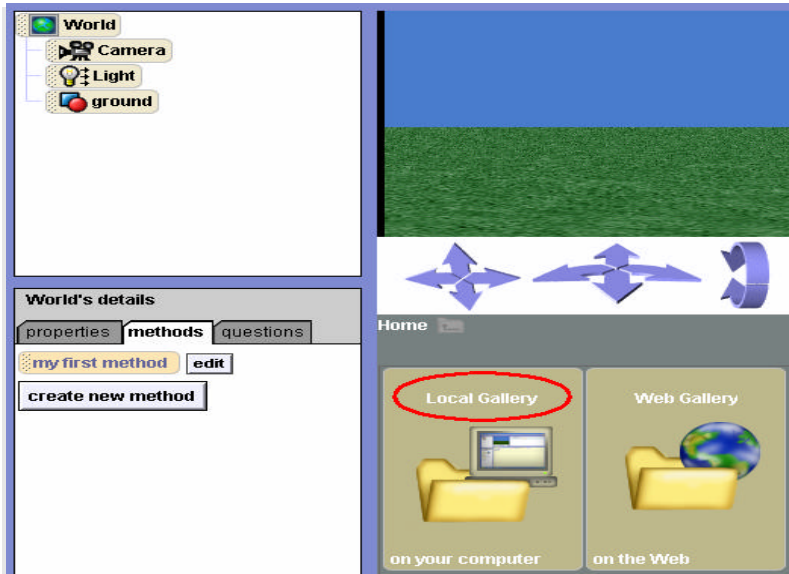 World
Camera
Light
ground
World's details
properties methods questions
my first method edit
create new method
Home
Local Gallery
on your computer
Web Gallery
on the Web